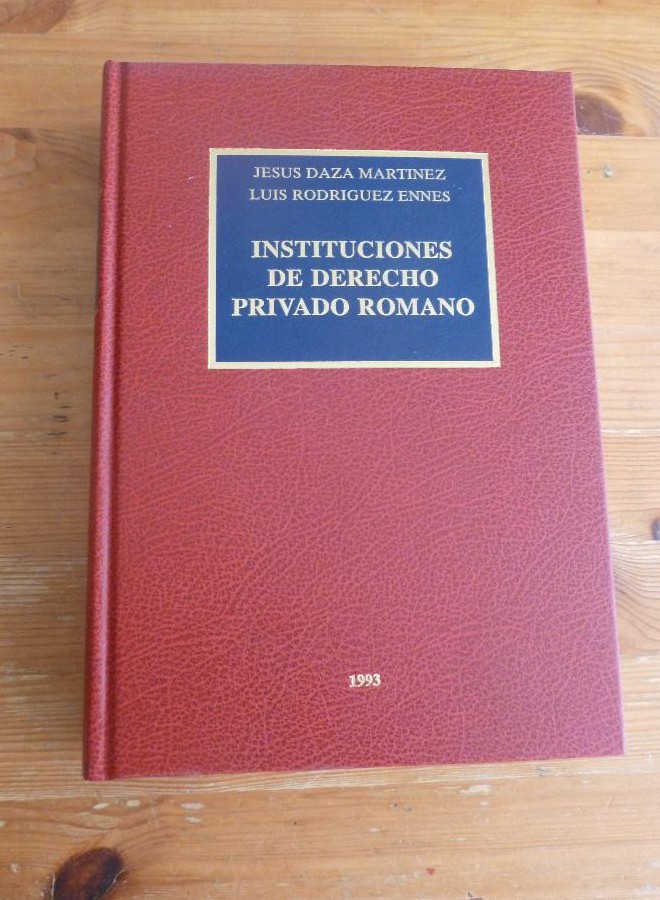 JESUS DAZA MARTINEZ
LUIS RODRIGUEZ ENNES
INSTITUCIONES
DE DERECHO
PRIVADO ROMANO
1993